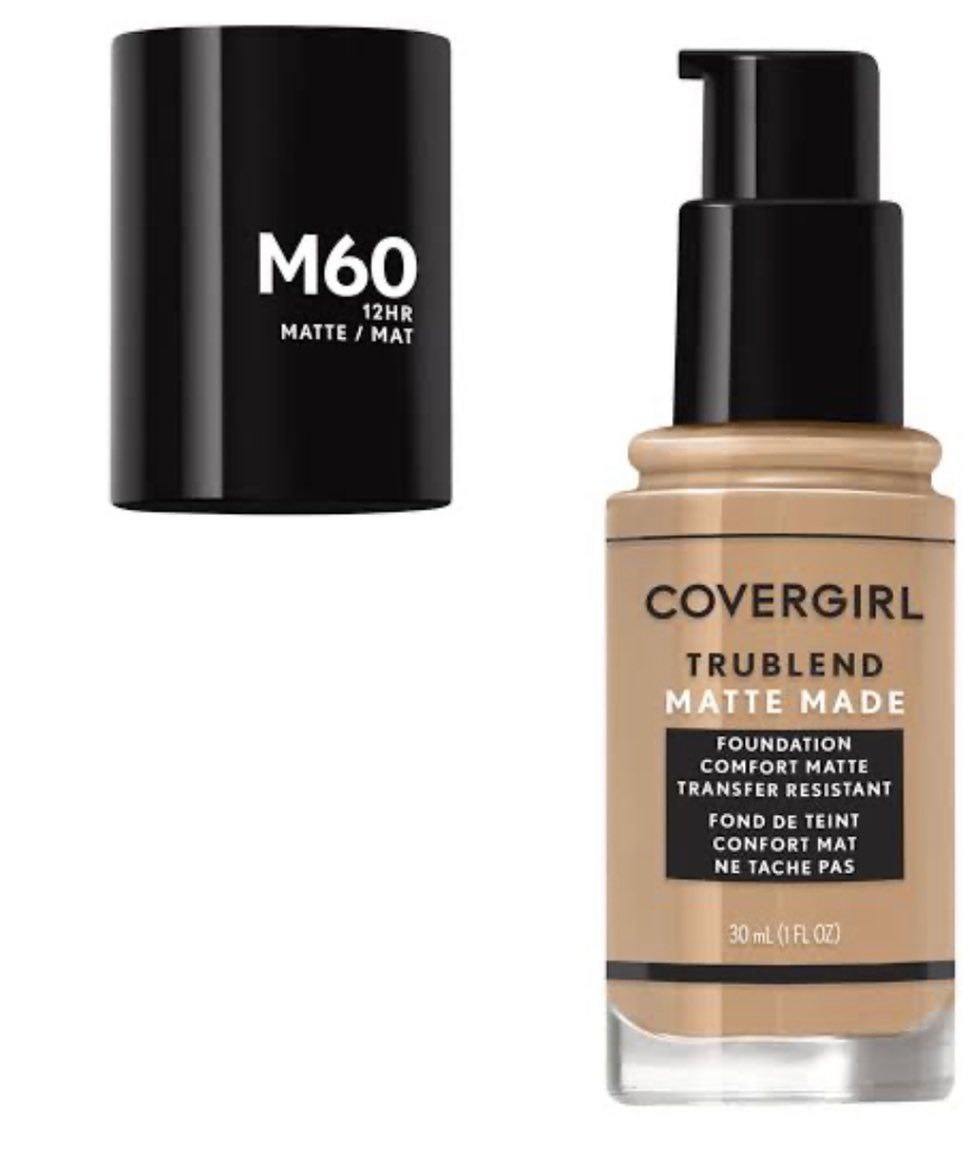 M60
12HR
MATTE / MAT
COVERGIRL
TRUBLEND
MATTE MADE
FOUNDATION
COMFORT MATTE
TRANSFER RESISTANT
FOND DE TEINT
CONFORT MAT
NE TACHE PAS
30 mL (1 FL OZ)